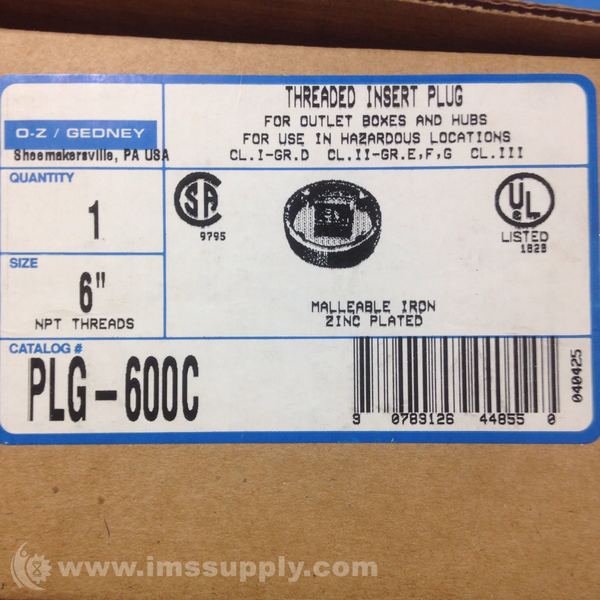 THREADED INSERT PLUG
FOR OUTLET BOXES AND HUBS
FOR USE IN HAZARDOUS LOCATIONS
CL.I-GR.D CL.II-GR.E,F,G CL.III
O-Z / GEDNEY
Shoemakersville, PA USA
QUANTITY
1
SIZE
6"
NPT THREADS
CSA
9795
UL
LISTED
182B
MALLEABLE IRON
ZINC PLATED
CATALOG #
PLG-600C
9 0789126 44855 0
040425
www.imssupply.com